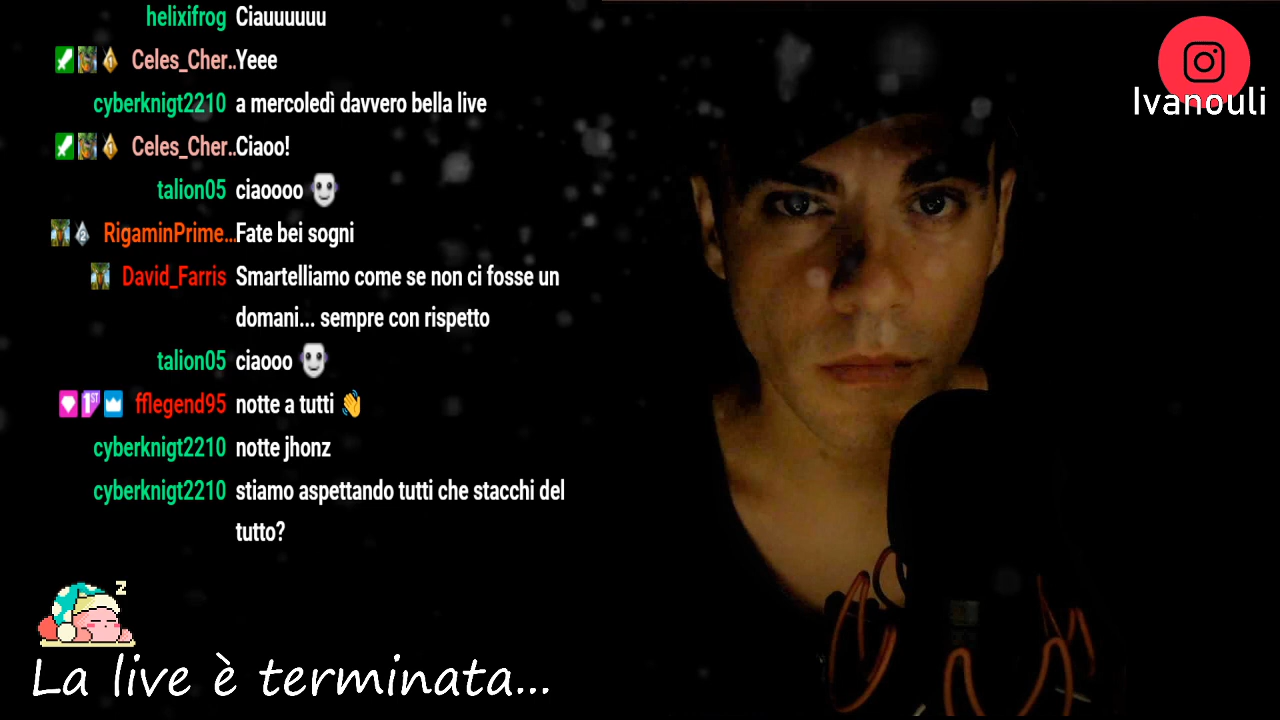 helixifrog Ciauuuuuu
Celes_Cher..Yeee
cyberknigt2210 a mercoledì davvero bella live
Celes_Cher..Ciaoo!
talion05 ciaoooo
RigaminPrime...Fate bei sogni
David_Farris Smartelliamo come se non ci fosse un
domani... sempre con rispetto
talion05 ciaooo
1ST fflegend95 notte a tutti 👋
cyberknigt2210 notte jhonz
cyberknigt2210 stiamo aspettando tutti che stacchi del
tutto?
z
La live è terminata...
Ivanouli